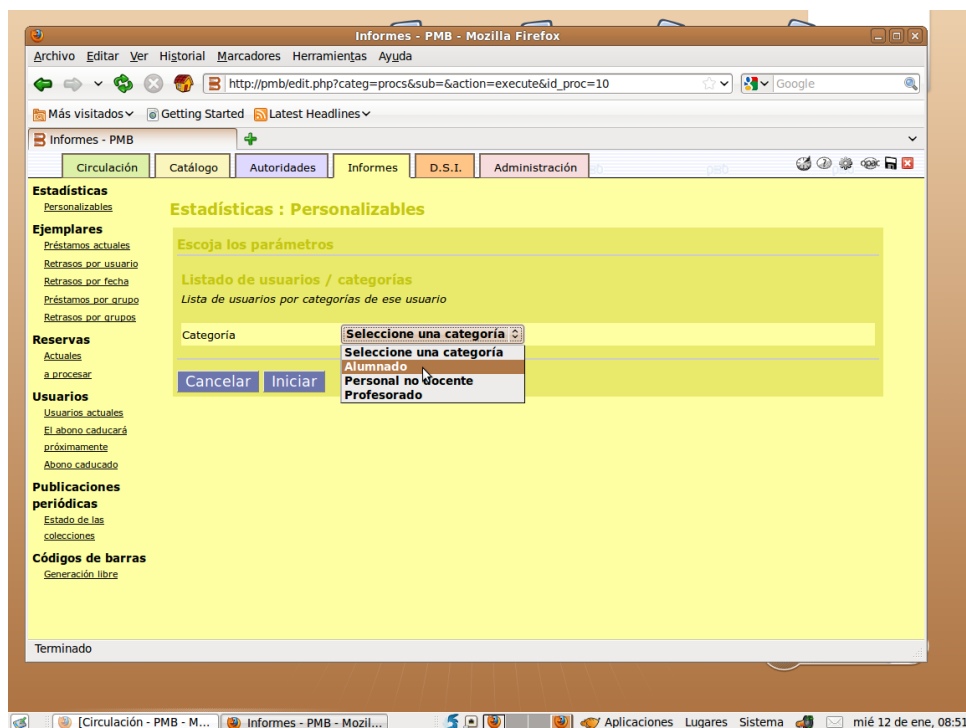 Informes - PMB - Mozilla Firefox
Archivo Editar Ver Historial Marcadores Herramientas Ayuda
http://pmb/edit.php?categ=procs&sub=&action=execute&id_proc=10
Google
Más visitados Getting Started Latest Headlines
Informes - PMB
Circulación Catálogo Autoridades Informes D.S.I. Administración
opac
Estadísticas
Personalizables
Ejemplares
Préstamos actuales
Retrasos por usuario
Retrasos por fecha
Préstamos por grupo
Retrasos por grupos
Reservas
Actuales
a procesar
Usuarios
Usuarios actuales
El abono caducará
próximamente
Abono caducado
Publicaciones
periódicas
Estado de las
colecciones
Códigos de barras
Generación libre
Estadísticas : Personalizables
Escoja los parámetros
Listado de usuarios / categorías
Lista de usuarios por categorías de ese usuario
Categoría Seleccione una categoría
Seleccione una categoría
Alumnado
Personal no docente
Profesorado
Cancelar Iniciar
Terminado
[Circulación - PMB - M... Informes - PMB - Mozil... Aplicaciones Lugares Sistema mié 12 de ene, 08:51